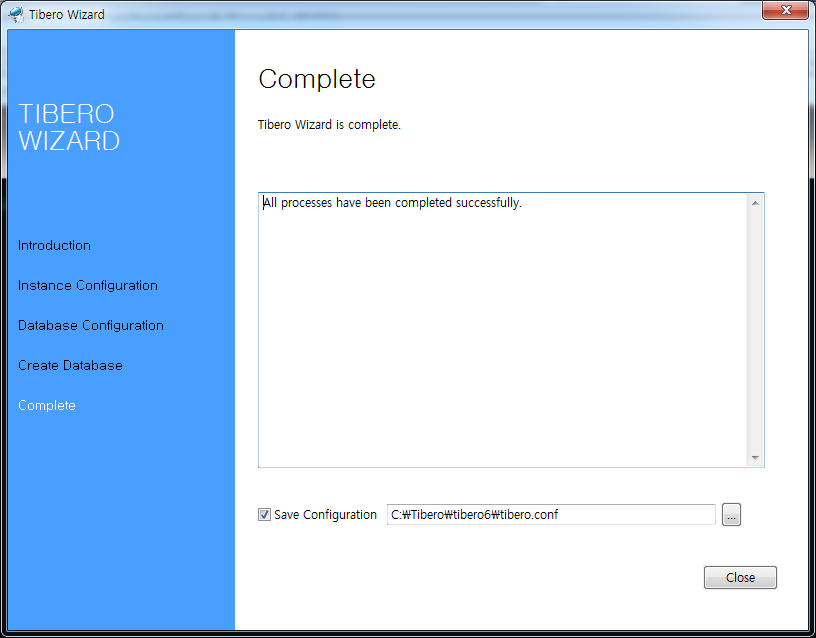 Tibero Wizard
TIBERO
WIZARD
Introduction
Instance Configuration
Database Configuration
Create Database
Complete
Complete
Tibero Wizard is complete.
All processes have been completed successfully.
Save Configuration
C:₩Tibero₩tibero6₩tibero.conf
...
Close